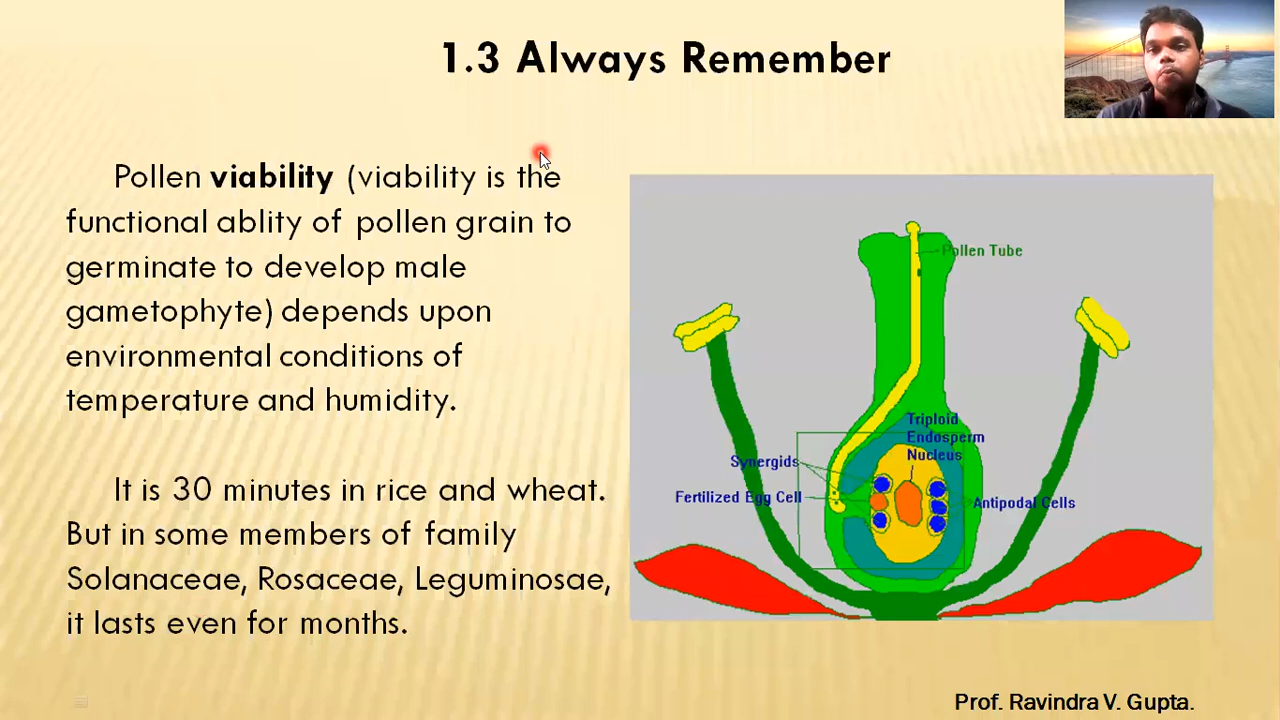 1.3 Always Remember
Pollen viability (viability is the
functional ablity of pollen grain to
germinate to develop male
gametophyte) depends upon
environmental conditions of
temperature and humidity.
It is 30 minutes in rice and wheat.
But in some members of family
Solanaceae, Rosaceae, Leguminosae,
it lasts even for months.
Pollen Tube
Triploid
Endosperm
Nucleus
Synergids
Fertilized Egg Cell
Antipodal Cells
Prof. Ravindra V. Gupta.